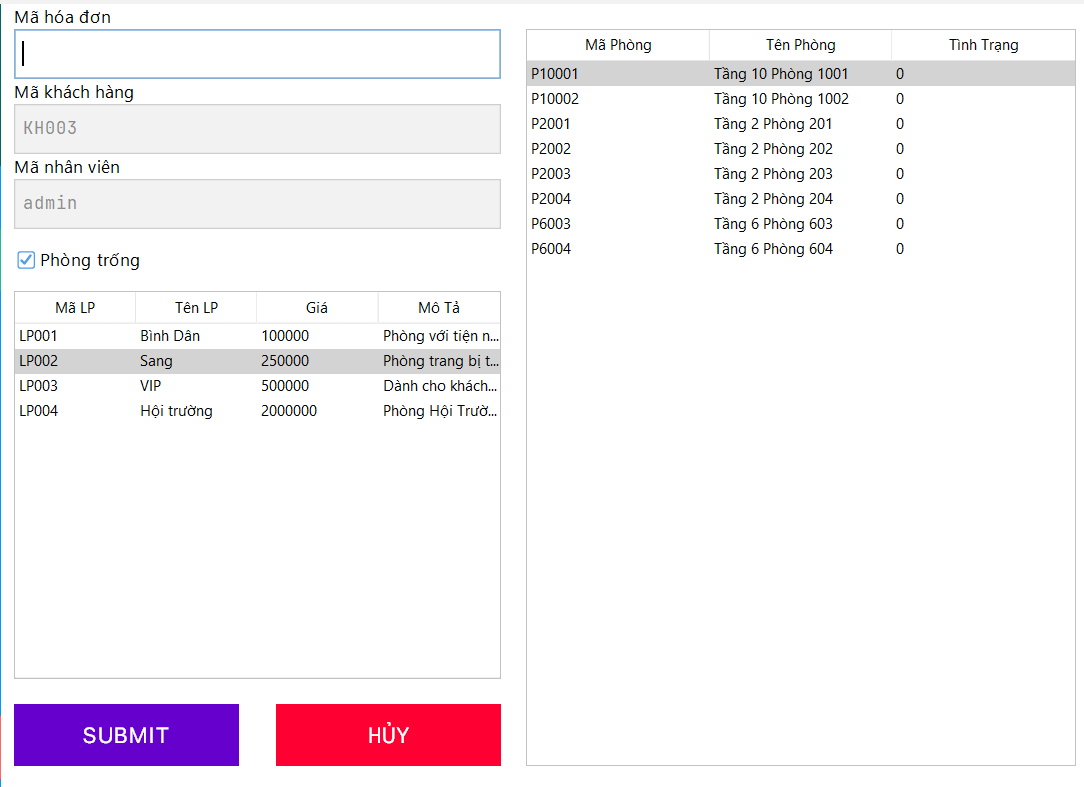 Mã hóa đơn
Mã khách hàng
KH003
Mã nhân viên
admin
Phòng trống
Mã LP Tên LP Giá Mô Tả
LP001 Bình Dân 100000 Phòng với tiện n...
LP002 Sang 250000 Phòng trang bị t...
LP003 VIP 500000 Dành cho khách...
LP004 Hội trường 2000000 Phòng Hội Trườ...
SUBMIT HỦY
Mã Phòng Tên Phòng Tình Trạng
P10001 Tầng 10 Phòng 1001 0
P10002 Tầng 10 Phòng 1002 0
P2001 Tầng 2 Phòng 201 0
P2002 Tầng 2 Phòng 202 0
P2003 Tầng 2 Phòng 203 0
P2004 Tầng 2 Phòng 204 0
P6003 Tầng 6 Phòng 603 0
P6004 Tầng 6 Phòng 604 0